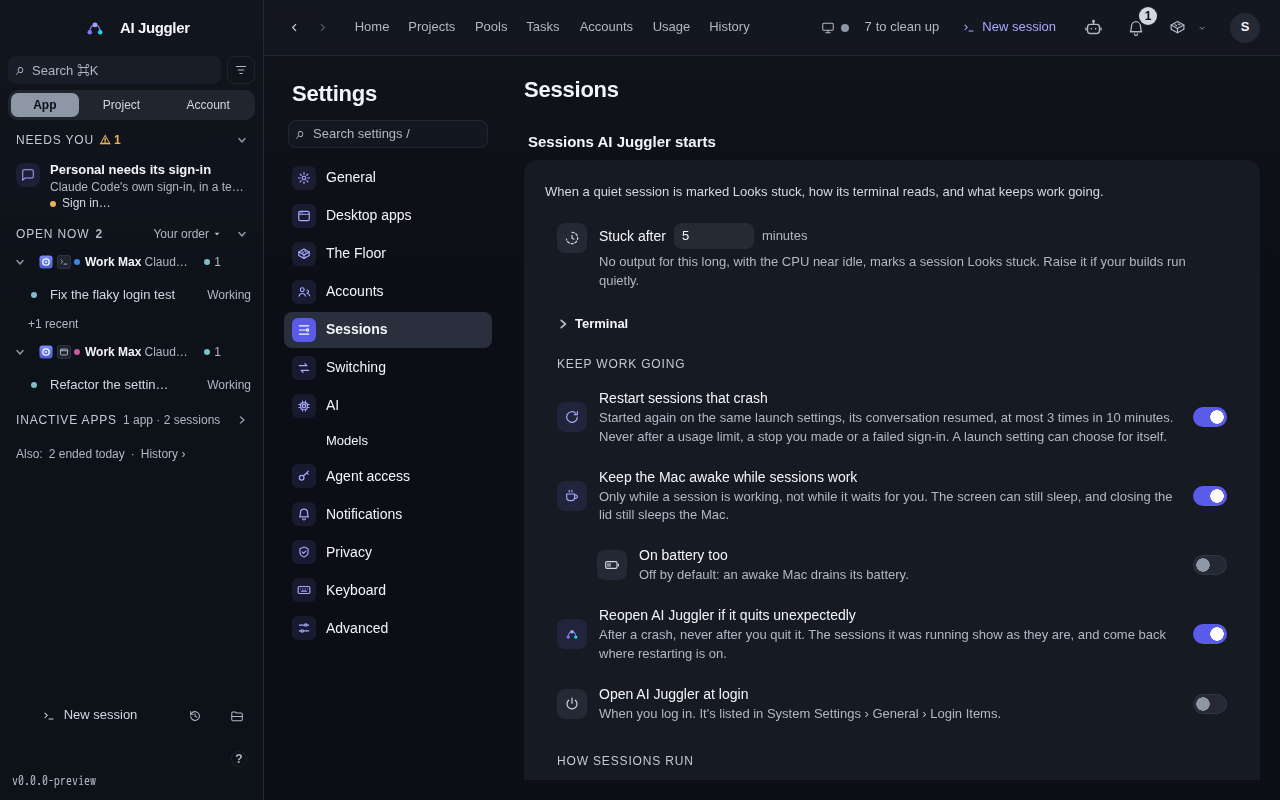 AI Juggler
Search ⌘K
App Project Account
NEEDS YOU 1
Personal needs its sign-in
Claude Code's own sign-in, in a te…
Sign in…
OPEN NOW 2 Your order
Work Max Claud… 1
Fix the flaky login test Working
+1 recent
Work Max Claud… 1
Refactor the settin… Working
INACTIVE APPS 1 app · 2 sessions
Also: 2 ended today · History ›
New session
?
v0.0.0-preview
Home Projects Pools Tasks Accounts Usage History
7 to clean up
New session
1
S
Settings
Search settings /
General
Desktop apps
The Floor
Accounts
Sessions
Switching
AI
Models
Agent access
Notifications
Privacy
Keyboard
Advanced
Sessions
Sessions AI Juggler starts
When a quiet session is marked Looks stuck, how its terminal reads, and what keeps work going.
Stuck after 5 minutes
No output for this long, with the CPU near idle, marks a session Looks stuck. Raise it if your builds run
quietly.
Terminal
KEEP WORK GOING
Restart sessions that crash
Started again on the same launch settings, its conversation resumed, at most 3 times in 10 minutes.
Never after a usage limit, a stop you made or a failed sign-in. A launch setting can choose for itself.
Keep the Mac awake while sessions work
Only while a session is working, not while it waits for you. The screen can still sleep, and closing the
lid still sleeps the Mac.
On battery too
Off by default: an awake Mac drains its battery.
Reopen AI Juggler if it quits unexpectedly
After a crash, never after you quit it. The sessions it was running show as they are, and come back
where restarting is on.
Open AI Juggler at login
When you log in. It's listed in System Settings › General › Login Items.
HOW SESSIONS RUN